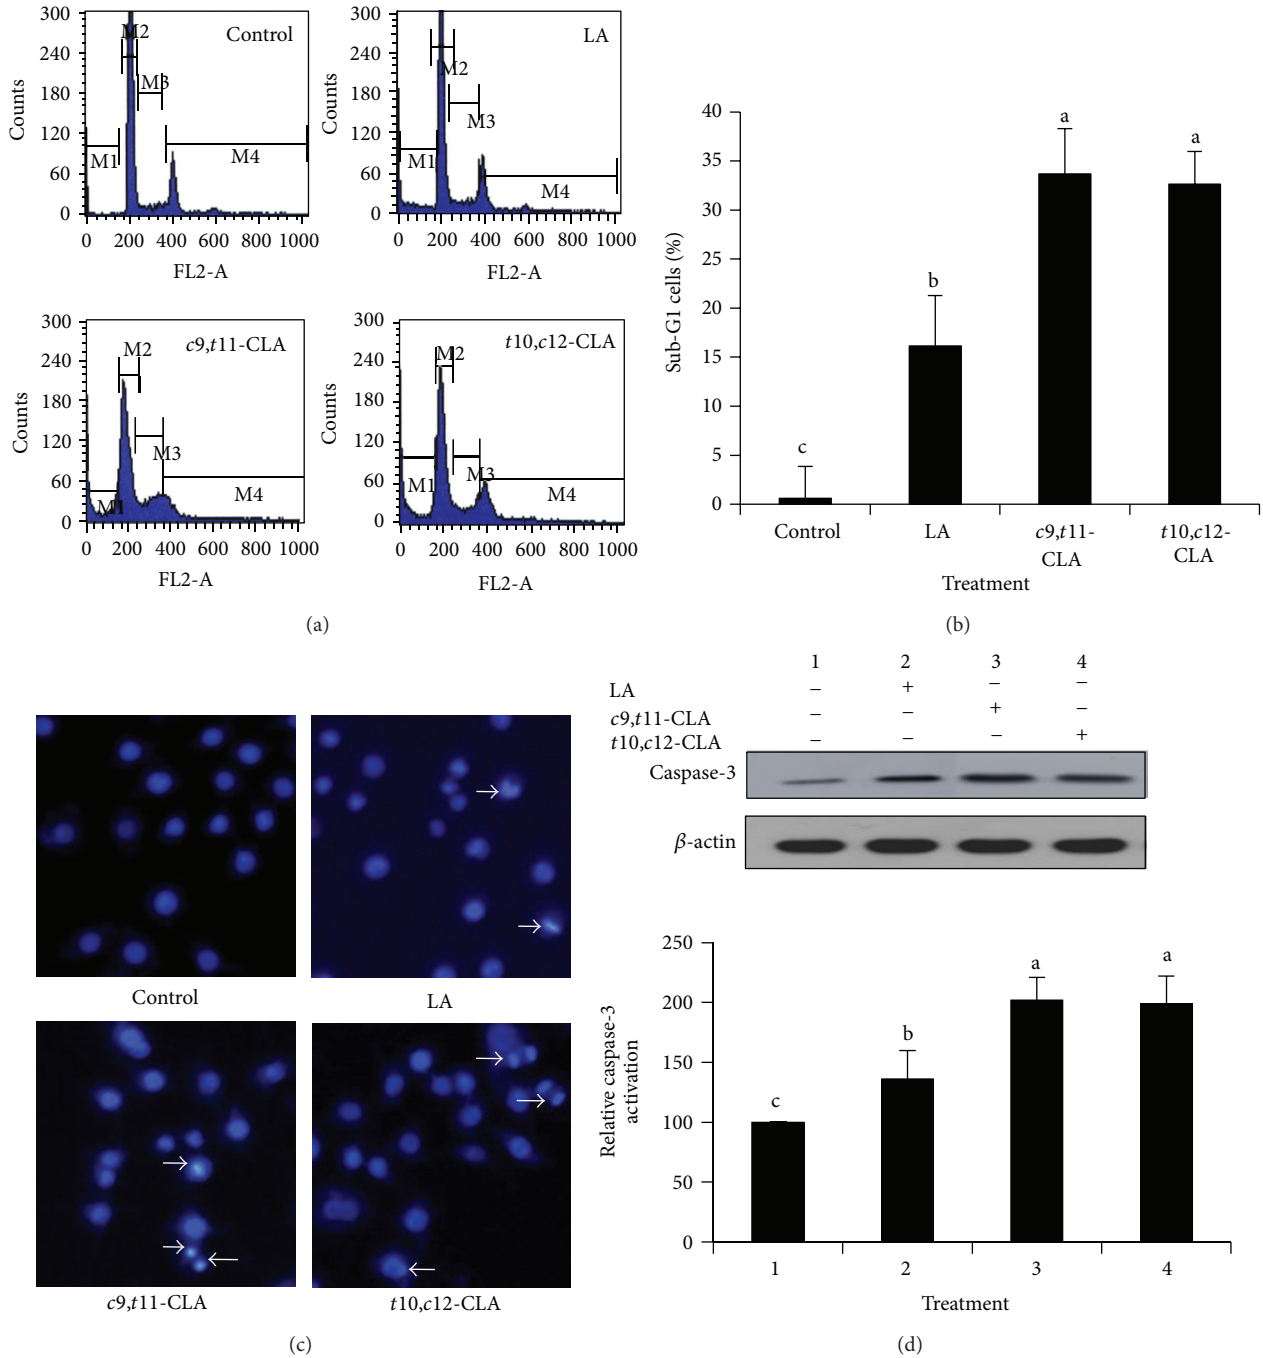 300
240
180
120
60
0
Counts
M1
M2
M3
M4
Control
0 200 400 600 800 1000
FL2-A
300
240
180
120
60
0
Counts
M1
M2
M3
M4
LA
0 200 400 600 800 1000
FL2-A
300
240
180
120
60
0
Counts
M1
M2
M3
M4
c9,t11-CLA
0 200 400 600 800 1000
FL2-A
300
240
180
120
60
0
Counts
M1
M2
M3
M4
t10,c12-CLA
0 200 400 600 800 1000
FL2-A
(a)
40
35
30
25
20
15
10
5
0
Sub-G1 cells (%)
c
b
a
a
Control
LA
c9,t11-
CLA
t10,c12-
CLA
Treatment
(b)
Control
LA
c9,t11-CLA
t10,c12-CLA
(c)
1 2 3 4
LA − + − −
c9,t11-CLA − − + −
t10,c12-CLA − − − +
Caspase-3
β-actin
250
200
150
100
50
0
Relative caspase-3
activation
c
b
a
a
1 2 3 4
Treatment
(d)